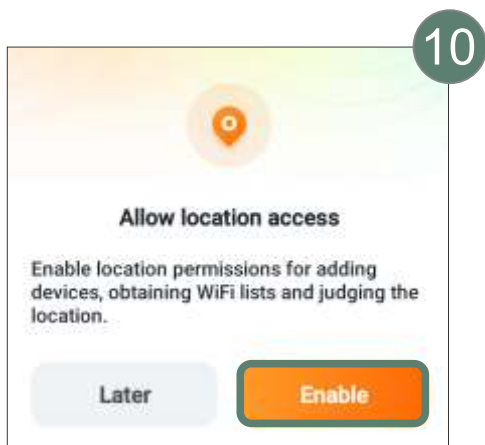 10
Allow location access
Enable location permissions for adding
devices, obtaining WiFi lists and judging the
location.
Later
Enable